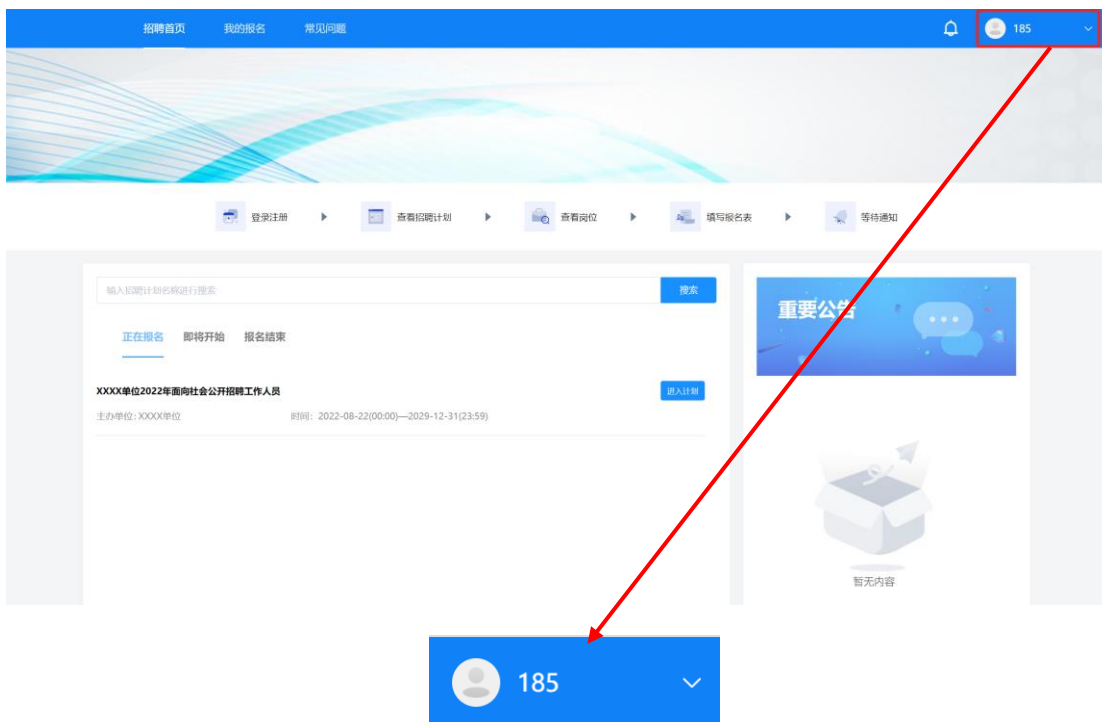 招聘首页 我的报名 常见问题 185
登录注册 查看招聘计划 查看岗位 填写报名表 等待通知
输入招聘计划名称进行搜索 搜索
重要公告
正在报名 即将开始 报名结束
XXXX单位2022年面向社会公开招聘工作人员 进入计划
主办单位: XXXX单位 时间: 2022-08-22(00:00)—2029-12-31(23:59)
暂无内容
185